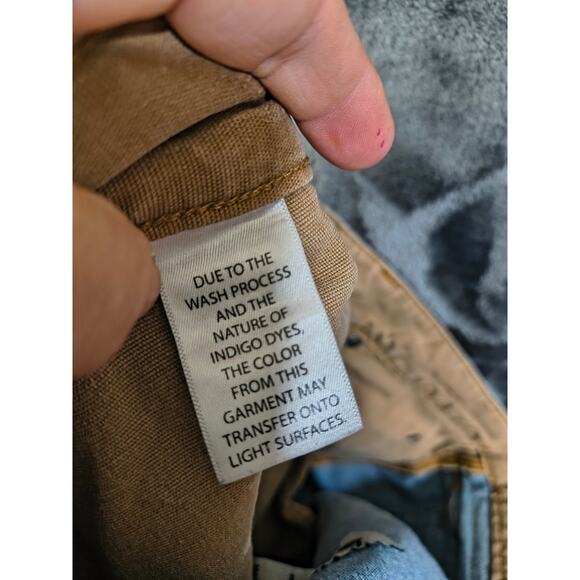 DUE TO THE
WASH PROCESS
AND THE
NATURE OF
INDIGO DYES,
THE COLOR
FROM THIS
GARMENT MAY
TRANSFER ONTO
LIGHT SURFACES.